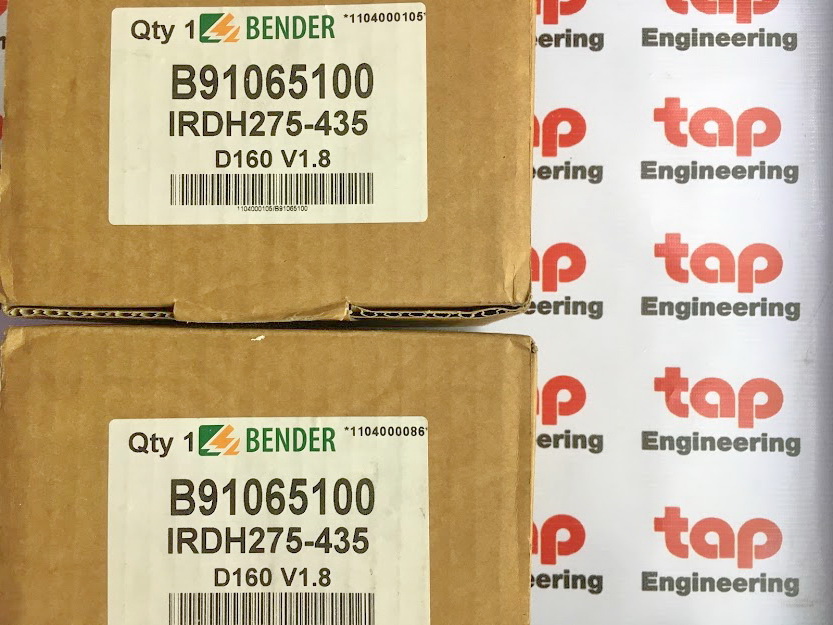 Qty 1 BENDER *1104000105*
B91065100
IRDH275-435
D160 V1.8
1104000105/B91065100
Qty 1 BENDER *1104000086*
B91065100
IRDH275-435
D160 V1.8
ering
Engineering
tap
Engineering
tap
Engineering
tap
Engineering
tap
Engineering